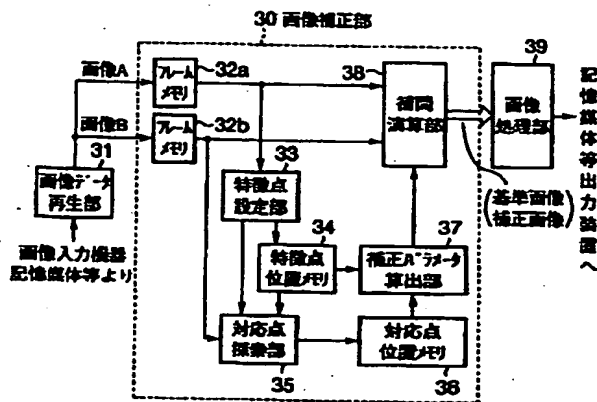 30 画像補正部
画像A
フレーム
メモリ
32a
38
補間
演算部
39
画像
処理部
記憶媒体等出力装置へ
画像B
フレーム
メモリ
32b
31
画像データ
再生部
33
特徴点
設定部
基準画像
補正画像
画像入力機器
記憶媒体等より
34
特徴点
位置メモリ
37
補正パラメータ
算出部
対応点
探索部
35
対応点
位置メモリ
36